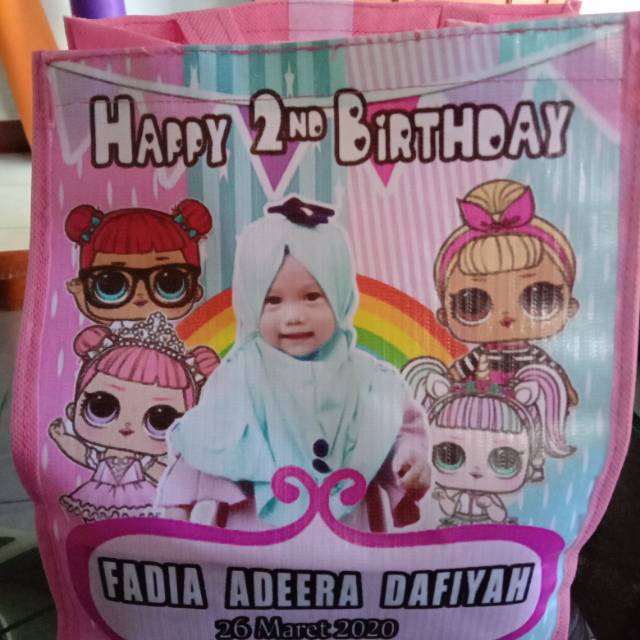 HAPPY 2ND BIRTHDAY
FADIA ADEERA DAFIYAH
26 Maret 2020